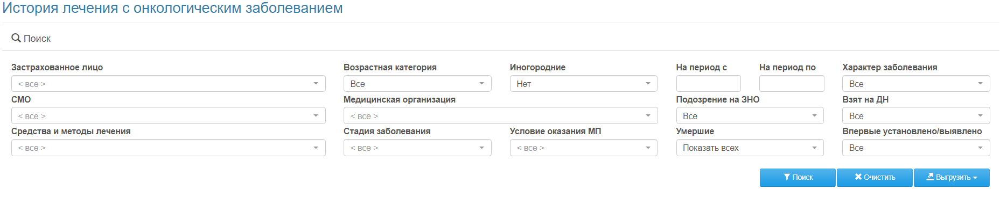 История лечения с онкологическим заболеванием
Поиск
Застрахованное лицо Возрастная категория Иногородние На период с На период по Характер заболевания
< все > Все Нет Все
СМО Медицинская организация Подозрение на ЗНО Взят на ДН
< все > < все > Все Все
Средства и методы лечения Стадия заболевания Условие оказания МП Умершие Впервые установлено/выявлено
< все > < все > < все > Показать всех Все
Поиск Очистить Выгрузить